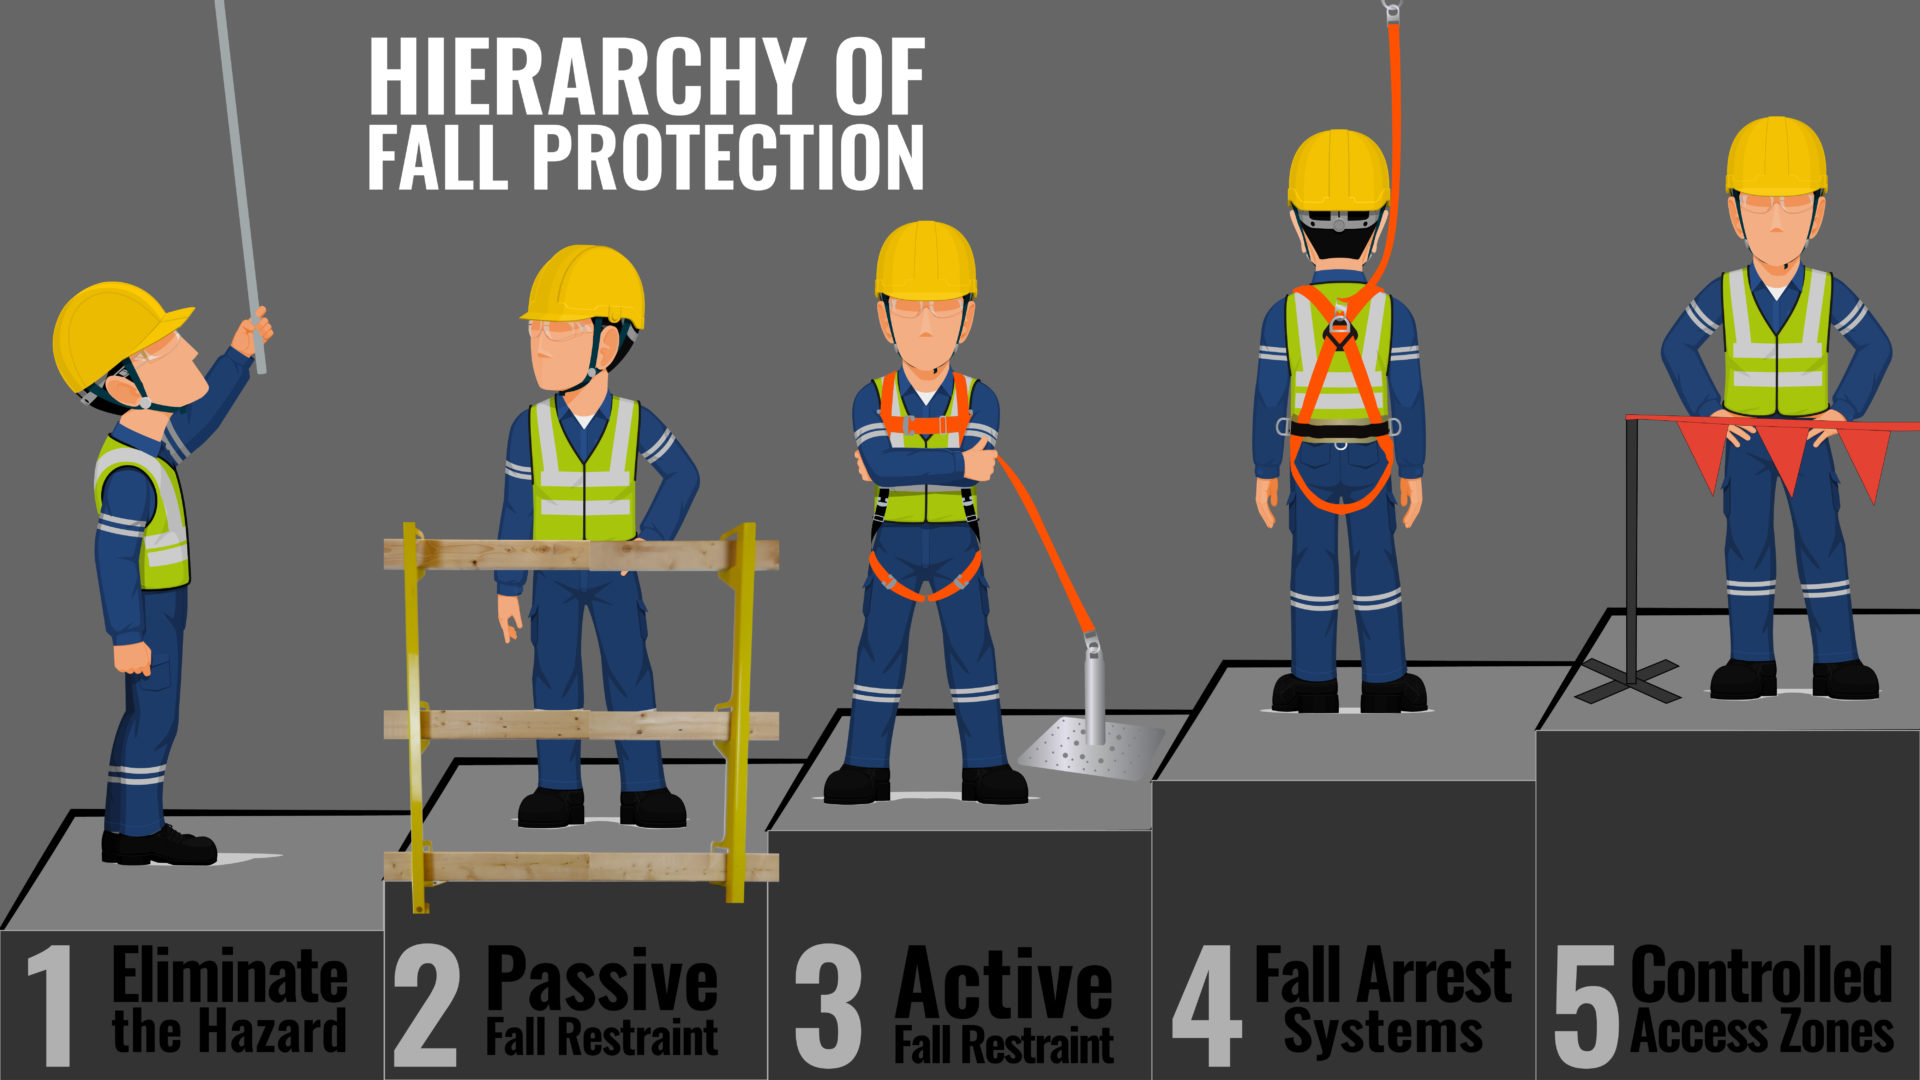 HIERARCHY OF
FALL PROTECTION
1 Eliminate
the Hazard
2 Passive
Fall Restraint
3 Active
Fall Restraint
4 Fall Arrest
Systems
5 Controlled
Access Zones